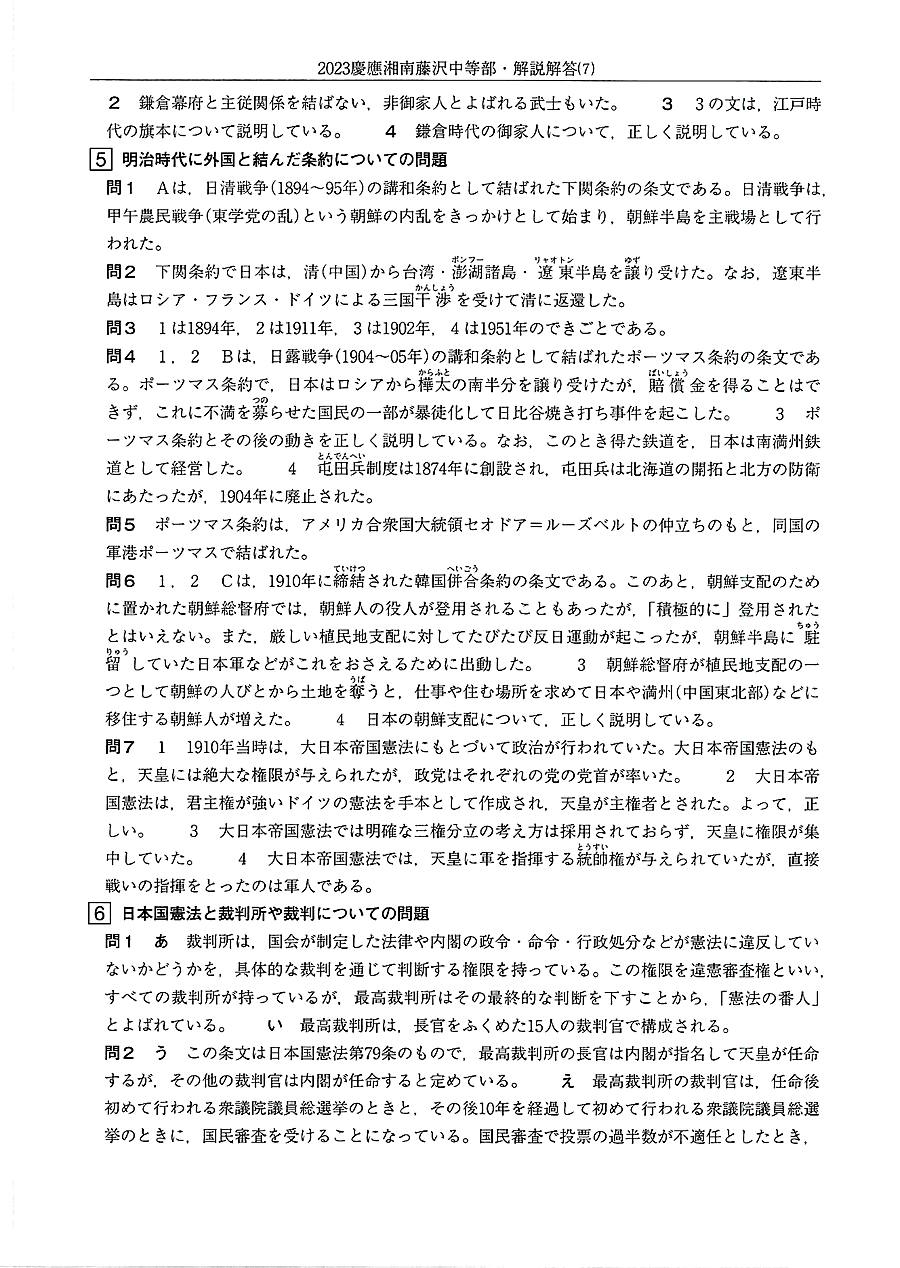 2023慶應湘南藤沢中等部・解説解答(7)
2 鎌倉幕府と主従関係を結ばない，非御家人とよばれる武士もいた。 3 3の文は，江戸時
代の旗本について説明している。 4 鎌倉時代の御家人について，正しく説明している。
5 明治時代に外国と結んだ条約についての問題
問1 Aは，日清戦争(1894～95年)の講和条約として結ばれた下関条約の条文である。日清戦争は，
甲午農民戦争(東学党の乱)という朝鮮の内乱をきっかけとして始まり，朝鮮半島を主戦場として行
われた。
ポンフー リャオトン ゆず
問2 下関条約で日本は，清(中国)から台湾・澎湖諸島・遼東半島を譲り受けた。なお，遼東半
かんしょう
島はロシア・フランス・ドイツによる三国干渉を受けて清に返還した。
問3 1は1894年，2は1911年，3は1902年，4は1951年のできごとである。
問4 1，2 Bは，日露戦争(1904～05年)の講和条約として結ばれたポーツマス条約の条文であ
からふと ばいしょう
る。ポーツマス条約で，日本はロシアから樺太の南半分を譲り受けたが，賠償金を得ることはで
つの
きず，これに不満を募らせた国民の一部が暴徒化して日比谷焼き打ち事件を起こした。 3 ポ
ーツマス条約とその後の動きを正しく説明している。なお，このとき得た鉄道を，日本は南満州鉄
とんでんへい
道として経営した。 4 屯田兵制度は1874年に創設され，屯田兵は北海道の開拓と北方の防衛
にあたったが，1904年に廃止された。
問5 ポーツマス条約は，アメリカ合衆国大統領セオドア＝ルーズベルトの仲立ちのもと，同国の
軍港ポーツマスで結ばれた。
ていけつ へいごう
問6 1，2 Cは，1910年に締結された韓国併合条約の条文である。このあと，朝鮮支配のため
に置かれた朝鮮総督府では，朝鮮人の役人が登用されることもあったが，「積極的に」登用された
ちゅう
とはいえない。また，厳しい植民地支配に対してたびたび反日運動が起こったが，朝鮮半島に駐
りゅう
留していた日本軍などがこれをおさえるために出動した。 3 朝鮮総督府が植民地支配の一
うば
つとして朝鮮の人びとから土地を奪うと，仕事や住む場所を求めて日本や満州(中国東北部)などに
移住する朝鮮人が増えた。 4 日本の朝鮮支配について，正しく説明している。
問7 1 1910年当時は，大日本帝国憲法にもとづいて政治が行われていた。大日本帝国憲法のも
と，天皇には絶大な権限が与えられたが，政党はそれぞれの党の党首が率いた。 2 大日本帝
国憲法は，君主権が強いドイツの憲法を手本として作成され，天皇が主権者とされた。よって，正
しい。 3 大日本帝国憲法では明確な三権分立の考え方は採用されておらず，天皇に権限が集
とうすい
中していた。 4 大日本帝国憲法では，天皇に軍を指揮する統帥権が与えられていたが，直接
戦いの指揮をとったのは軍人である。
6 日本国憲法と裁判所や裁判についての問題
問1 あ 裁判所は，国会が制定した法律や内閣の政令・命令・行政処分などが憲法に違反してい
ないかどうかを，具体的な裁判を通じて判断する権限を持っている。この権限を違憲審査権といい，
すべての裁判所が持っているが，最高裁判所はその最終的な判断を下すことから，「憲法の番人」
とよばれている。 い 最高裁判所は，長官をふくめた15人の裁判官で構成される。
問2 う この条文は日本国憲法第79条のもので，最高裁判所の長官は内閣が指名して天皇が任命
するが，その他の裁判官は内閣が任命すると定めている。 え 最高裁判所の裁判官は，任命後
初めて行われる衆議院議員総選挙のときと，その後10年を経過して初めて行われる衆議院議員総選
挙のときに，国民審査を受けることになっている。国民審査で投票の過半数が不適任としたとき，